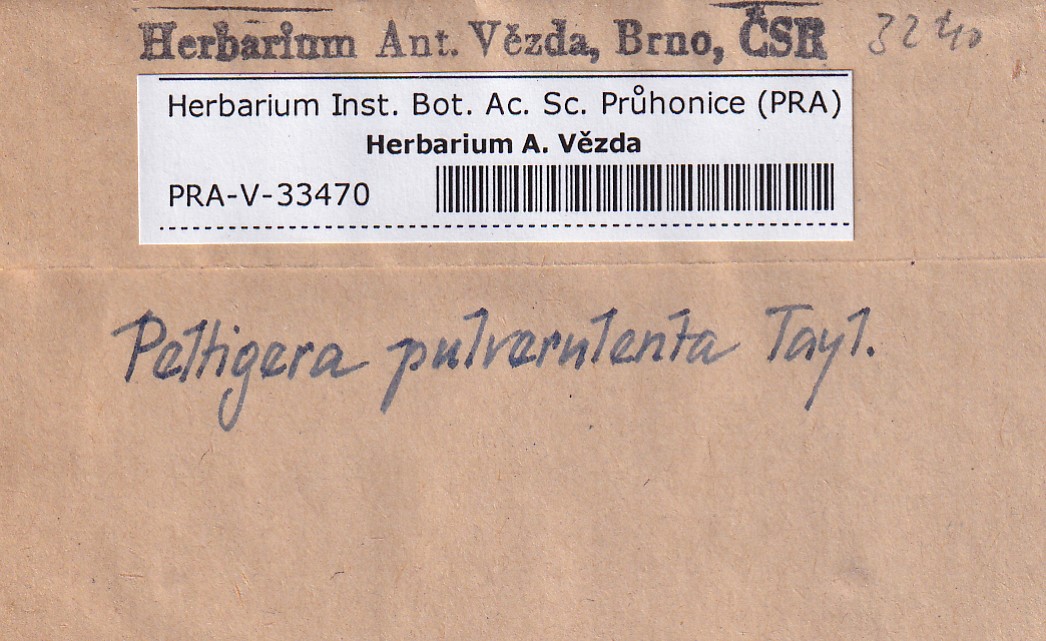 Herbarium Ant. Vězda, Brno, ČSR 3240
Herbarium Inst. Bot. Ac. Sc. Průhonice (PRA)
Herbarium A. Vězda
PRA-V-33470
Peltigera pulverulenta Tayl.